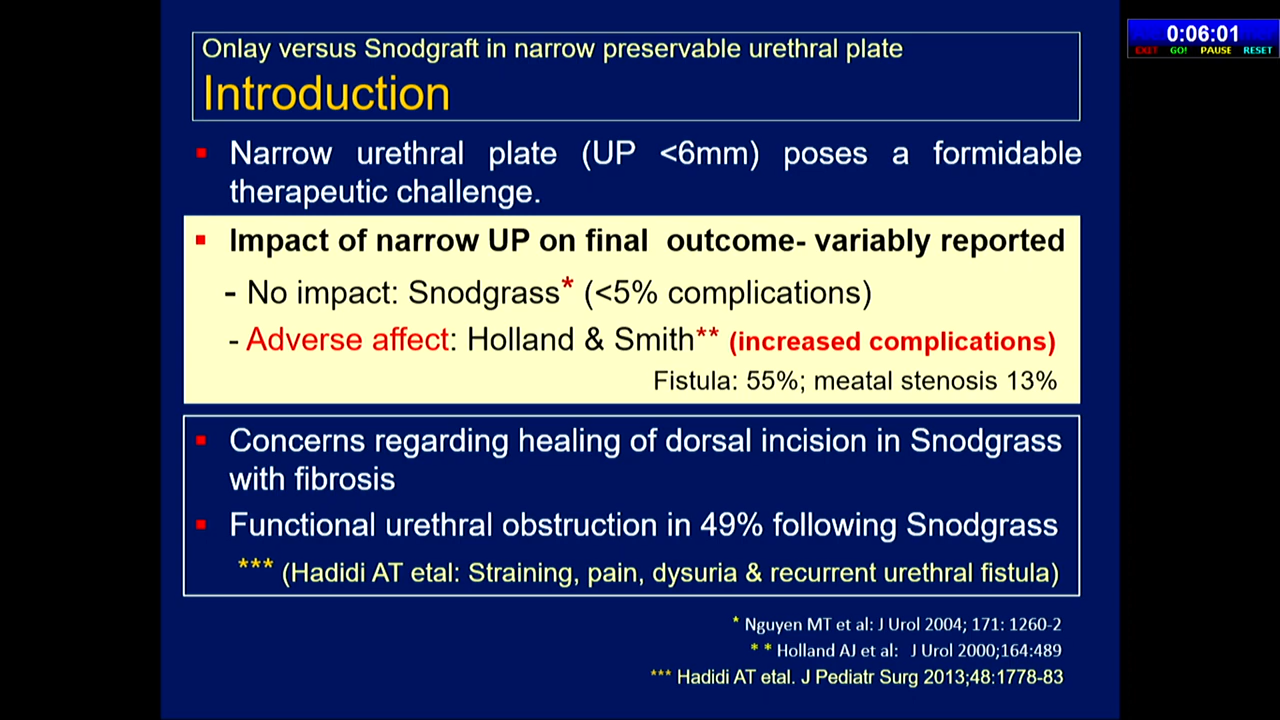 Onlay versus Snodgraft in narrow preservable urethral plate
Introduction
0:06:01
EXIT GO! PAUSE RESET
▪ Narrow urethral plate (UP <6mm) poses a formidable
therapeutic challenge.
▪ Impact of narrow UP on final outcome- variably reported
- No impact: Snodgrass* (<5% complications)
- Adverse affect: Holland & Smith** (increased complications)
Fistula: 55%; meatal stenosis 13%
▪ Concerns regarding healing of dorsal incision in Snodgrass
with fibrosis
▪ Functional urethral obstruction in 49% following Snodgrass
*** (Hadidi AT etal: Straining, pain, dysuria & recurrent urethral fistula)
* Nguyen MT et al: J Urol 2004; 171: 1260-2
* * Holland AJ et al: J Urol 2000;164:489
*** Hadidi AT etal. J Pediatr Surg 2013;48:1778-83